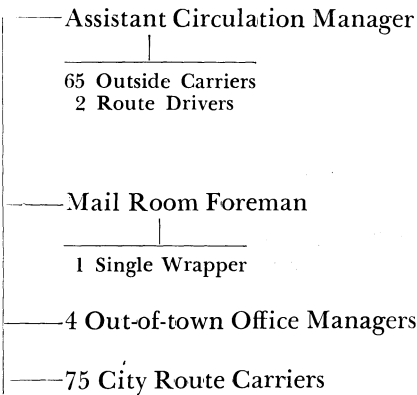 Assistant Circulation Manager
65 Outside Carriers
2 Route Drivers
Mail Room Foreman
1 Single Wrapper
4 Out-of-town Office Managers
75 City Route Carriers